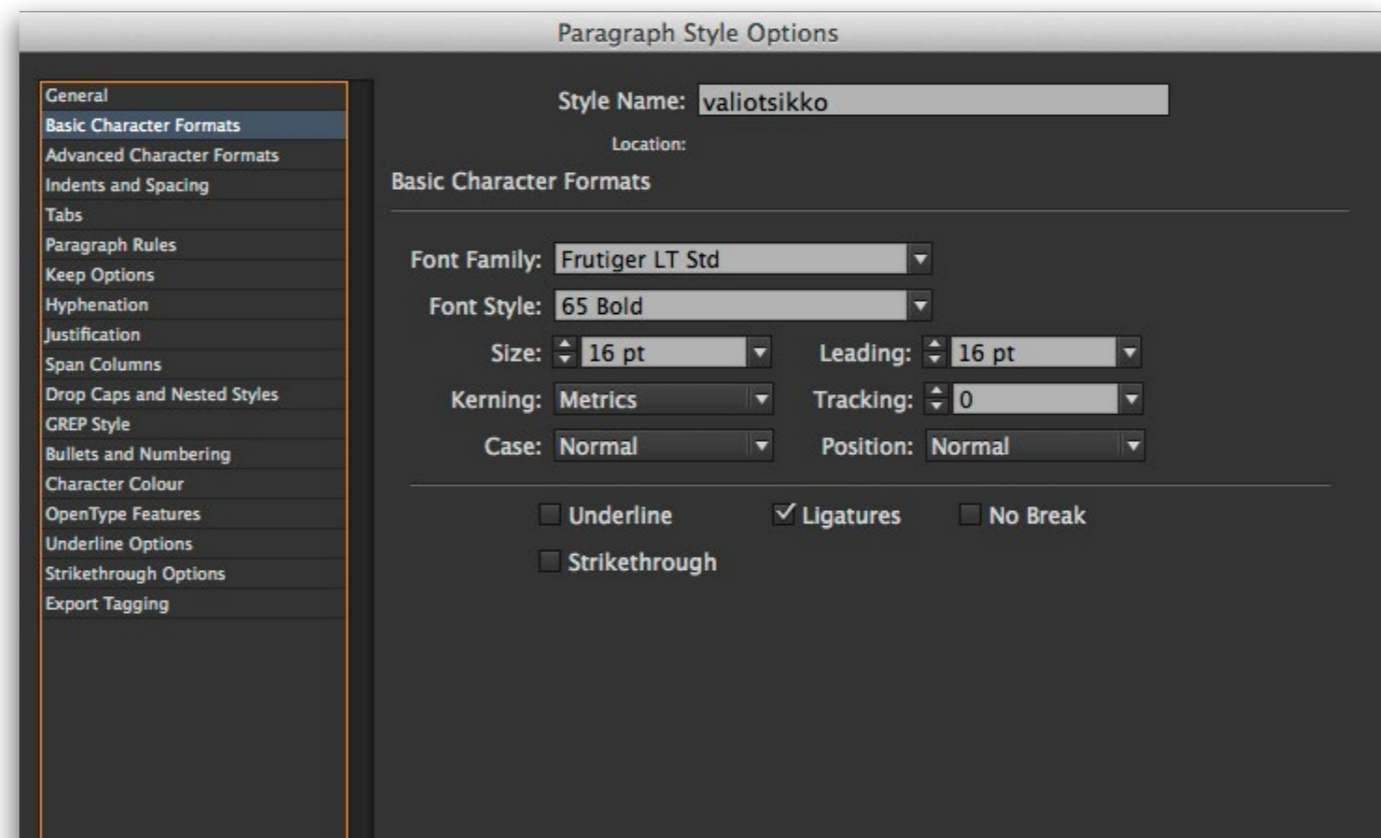 Paragraph Style Options
General
Basic Character Formats
Advanced Character Formats
Indents and Spacing
Tabs
Paragraph Rules
Keep Options
Hyphenation
Justification
Span Columns
Drop Caps and Nested Styles
GREP Style
Bullets and Numbering
Character Colour
OpenType Features
Underline Options
Strikethrough Options
Export Tagging
Style Name: valiotsikko
Location:
Basic Character Formats
Font Family: Frutiger LT Std
Font Style: 65 Bold
Size: 16 pt Leading: 16 pt
Kerning: Metrics Tracking: 0
Case: Normal Position: Normal
Underline Ligatures No Break
Strikethrough